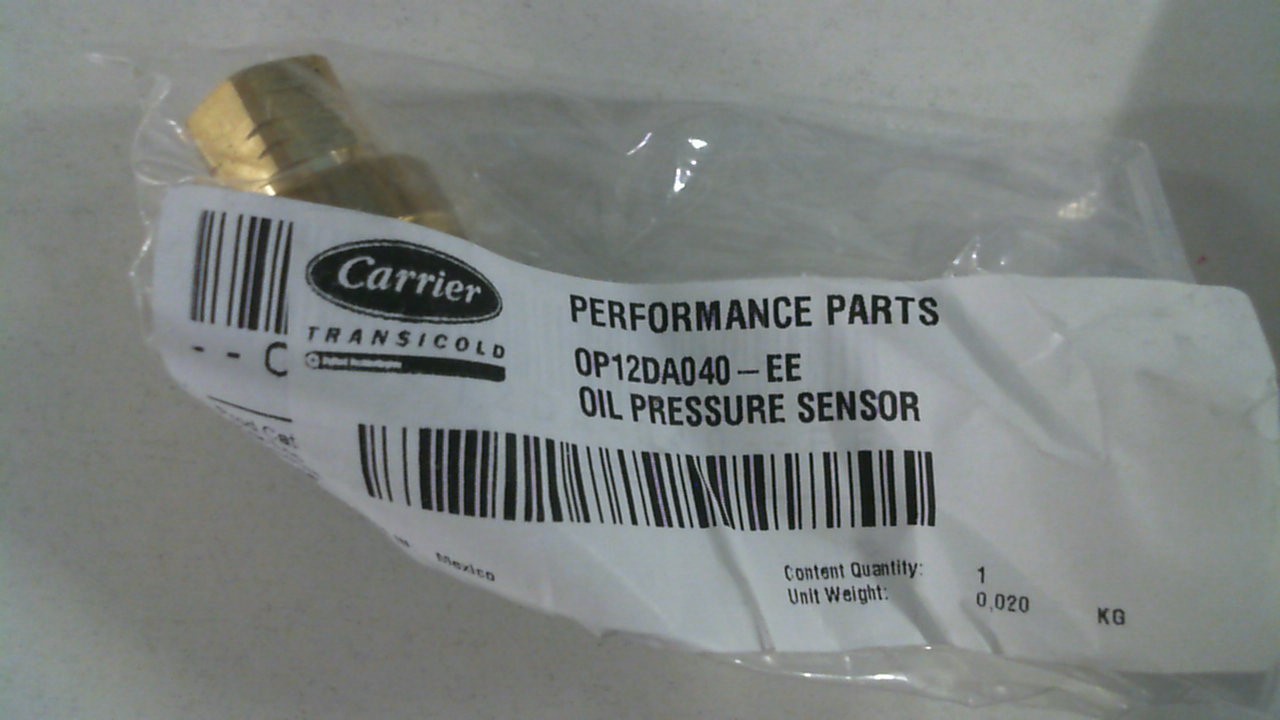 Carrier
TRANSICOLD
- - C
PERFORMANCE PARTS
OP12DA040-EE
OIL PRESSURE SENSOR
Mexico
Content Quantity: 1
Unit Weight: 0,020 KG